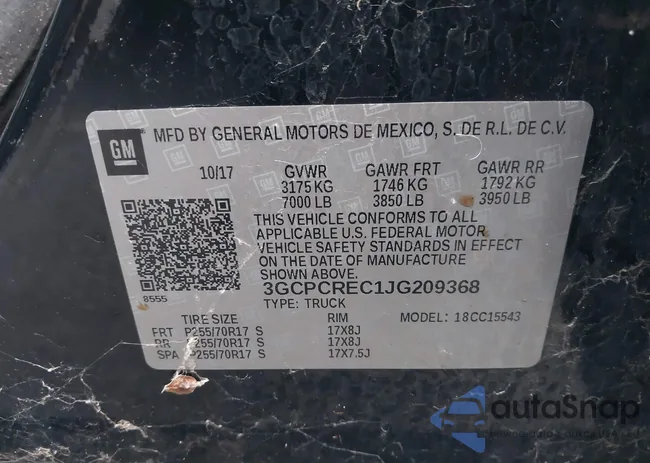 GM
MFD BY GENERAL MOTORS DE MEXICO, S. DE R.L. DE C.V.
10/17 GVWR GAWR FRT GAWR RR
3175 KG 1746 KG 1792 KG
7000 LB 3850 LB 3950 LB
THIS VEHICLE CONFORMS TO ALL
APPLICABLE U.S. FEDERAL MOTOR
VEHICLE SAFETY STANDARDS IN EFFECT
ON THE DATE OF MANUFACTURE
SHOWN ABOVE
8555
3GCPCREC1JG209368
TYPE: TRUCK
TIRE SIZE RIM MODEL: 18CC15543
FRT P255/70R17 S 17X8J
RR P255/70R17 S 17X8J
SPA P255/70R17 S 17X7.5J
autoSnap